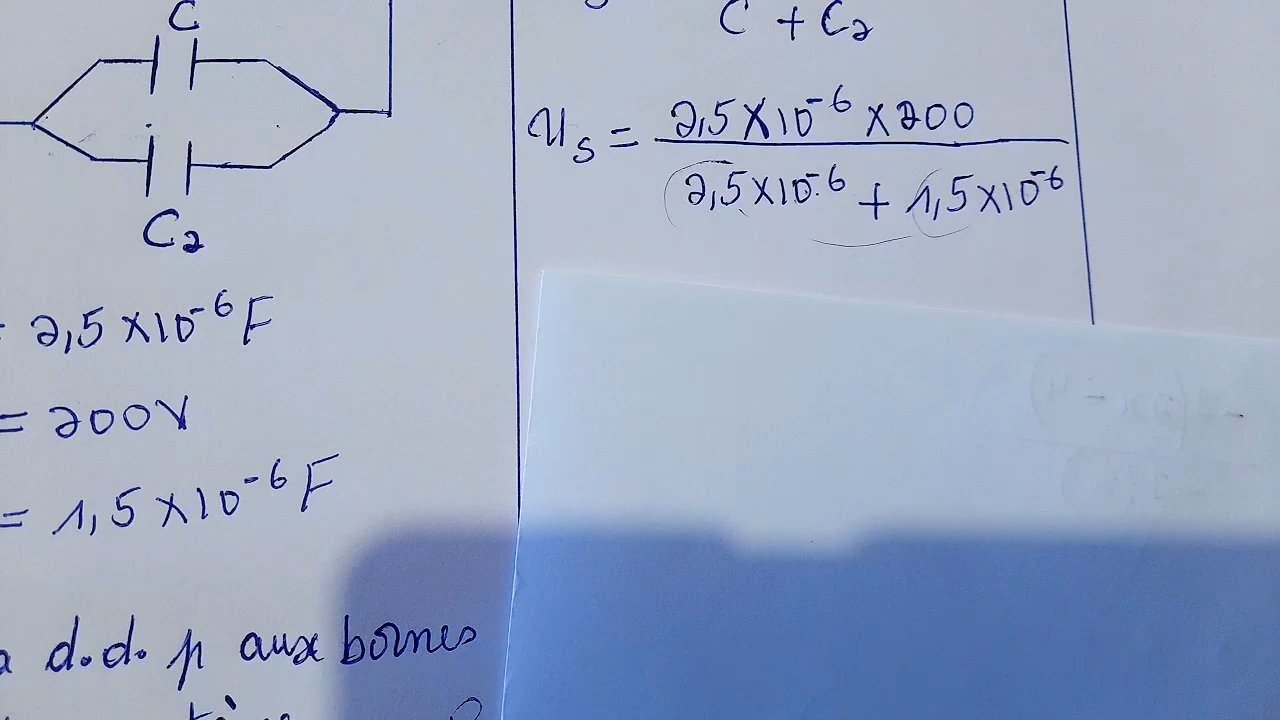 C
C₂
= 2,5 × 10⁻⁶ F
= 200V
= 1,5 × 10⁻⁶ F
a d.d.p aux bornes
C + C₂
Us = 2,5 × 10⁻⁶ × 200
2,5 × 10⁻⁶ + 1,5 × 10⁻⁶